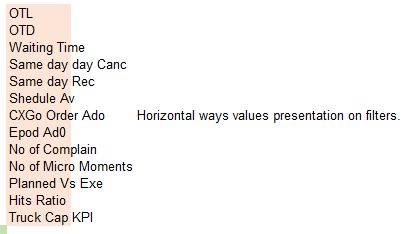 OTL
OTD
Waiting Time
Same day day Canc
Same day Rec
Shedule Av
CXGo Order Ado Horizontal ways values presentation on filters.
Epod Ad0
No of Complain
No of Micro Moments
Planned Vs Exe
Hits Ratio
Truck Cap KPI